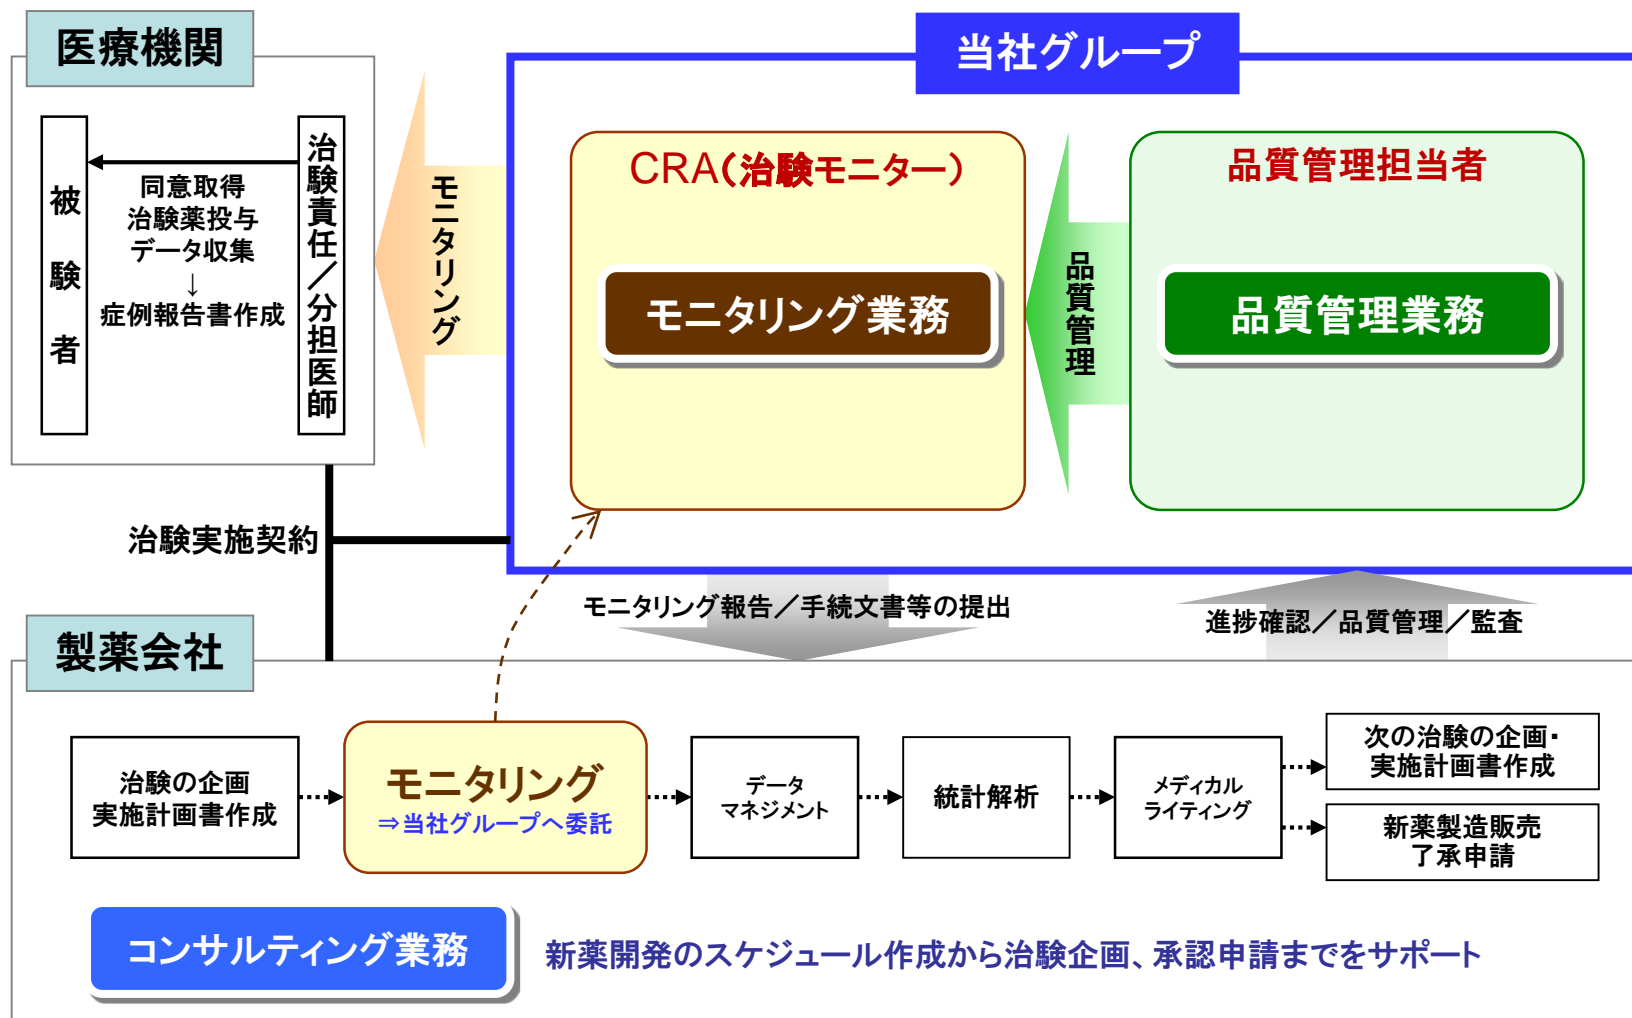 医療機関
当社グループ
被験者
同意取得
治験薬投与
データ収集
↓
症例報告書作成
治験責任／分担医師
モニタリング
CRA(治験モニター)
モニタリング業務
品質管理
品質管理担当者
品質管理業務
治験実施契約
モニタリング報告／手続文書等の提出
進捗確認／品質管理／監査
製薬会社
治験の企画
実施計画書作成
モニタリング
⇒当社グループへ委託
データ
マネジメント
統計解析
メディカル
ライティング
次の治験の企画・
実施計画書作成
新薬製造販売
了承申請
コンサルティング業務
新薬開発のスケジュール作成から治験企画、承認申請までをサポート